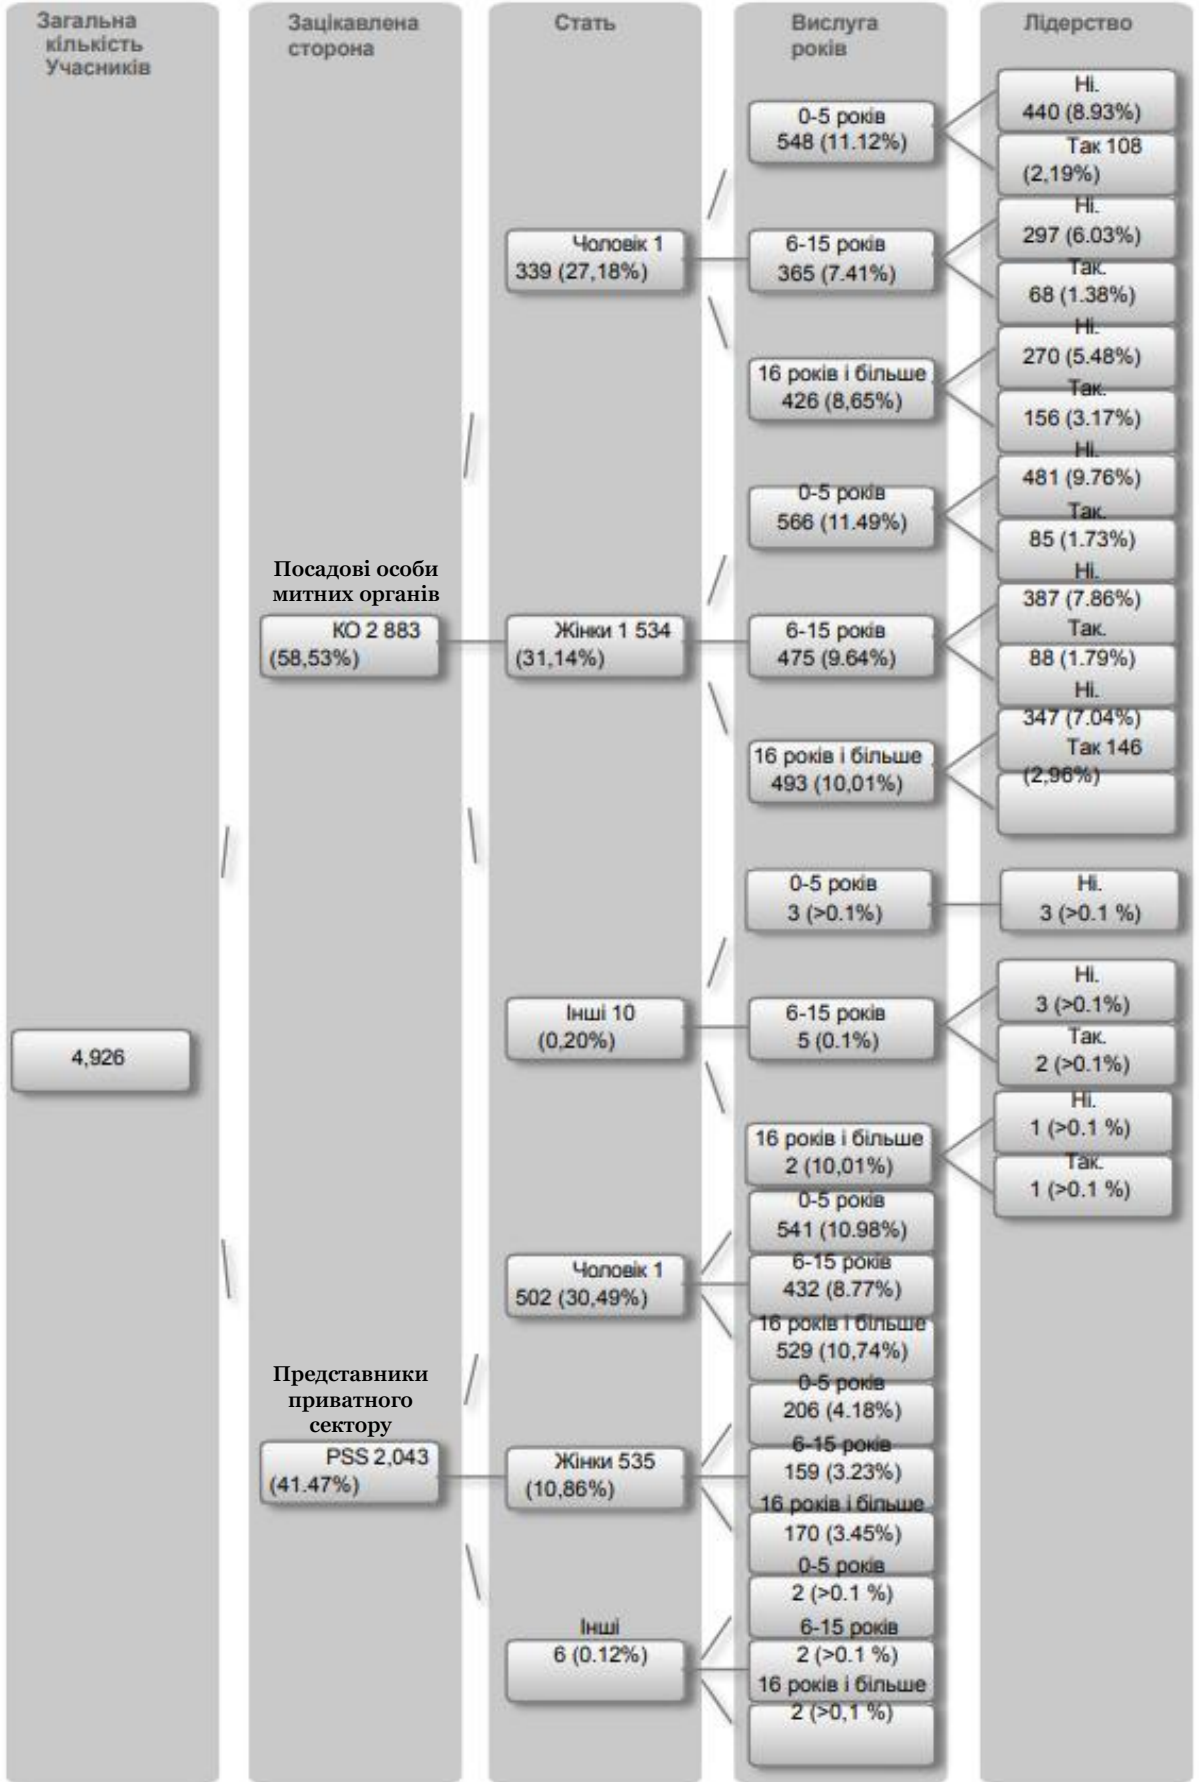 Загальна
кількість
Учасників
Зацікавлена
сторона
Стать
Вислуга
років
Лідерство
4,926
Посадові особи
митних органів
КО 2 883
(58,53%)
Чоловік 1
339 (27,18%)
0-5 років
548 (11.12%)
Ні.
440 (8.93%)
Так 108
(2,19%)
6-15 років
365 (7.41%)
Ні.
297 (6.03%)
Так.
68 (1.38%)
16 років і більше
426 (8,65%)
Ні.
270 (5.48%)
Так.
156 (3.17%)
Жінки 1 534
(31,14%)
0-5 років
566 (11.49%)
Ні.
481 (9.76%)
Так.
85 (1.73%)
6-15 років
475 (9.64%)
Ні.
387 (7.86%)
Так.
88 (1.79%)
16 років і більше
493 (10,01%)
Ні.
347 (7.04%)
Так 146
(2,96%)
Інші 10
(0,20%)
0-5 років
3 (>0.1%)
Ні.
3 (>0.1 %)
6-15 років
5 (0.1%)
Ні.
3 (>0.1%)
Так.
2 (>0.1%)
16 років і більше
2 (10,01%)
Ні.
1 (>0.1 %)
Так.
1 (>0.1 %)
Представники
приватного
сектору
PSS 2,043
(41.47%)
Чоловік 1
502 (30,49%)
0-5 років
541 (10.98%)
6-15 років
432 (8.77%)
16 років і більше
529 (10,74%)
Жінки 535
(10,86%)
0-5 років
206 (4.18%)
6-15 років
159 (3.23%)
16 років і більше
170 (3.45%)
Інші
6 (0.12%)
0-5 років
2 (>0.1 %)
6-15 років
2 (>0.1 %)
16 років і більше
2 (>0,1 %)